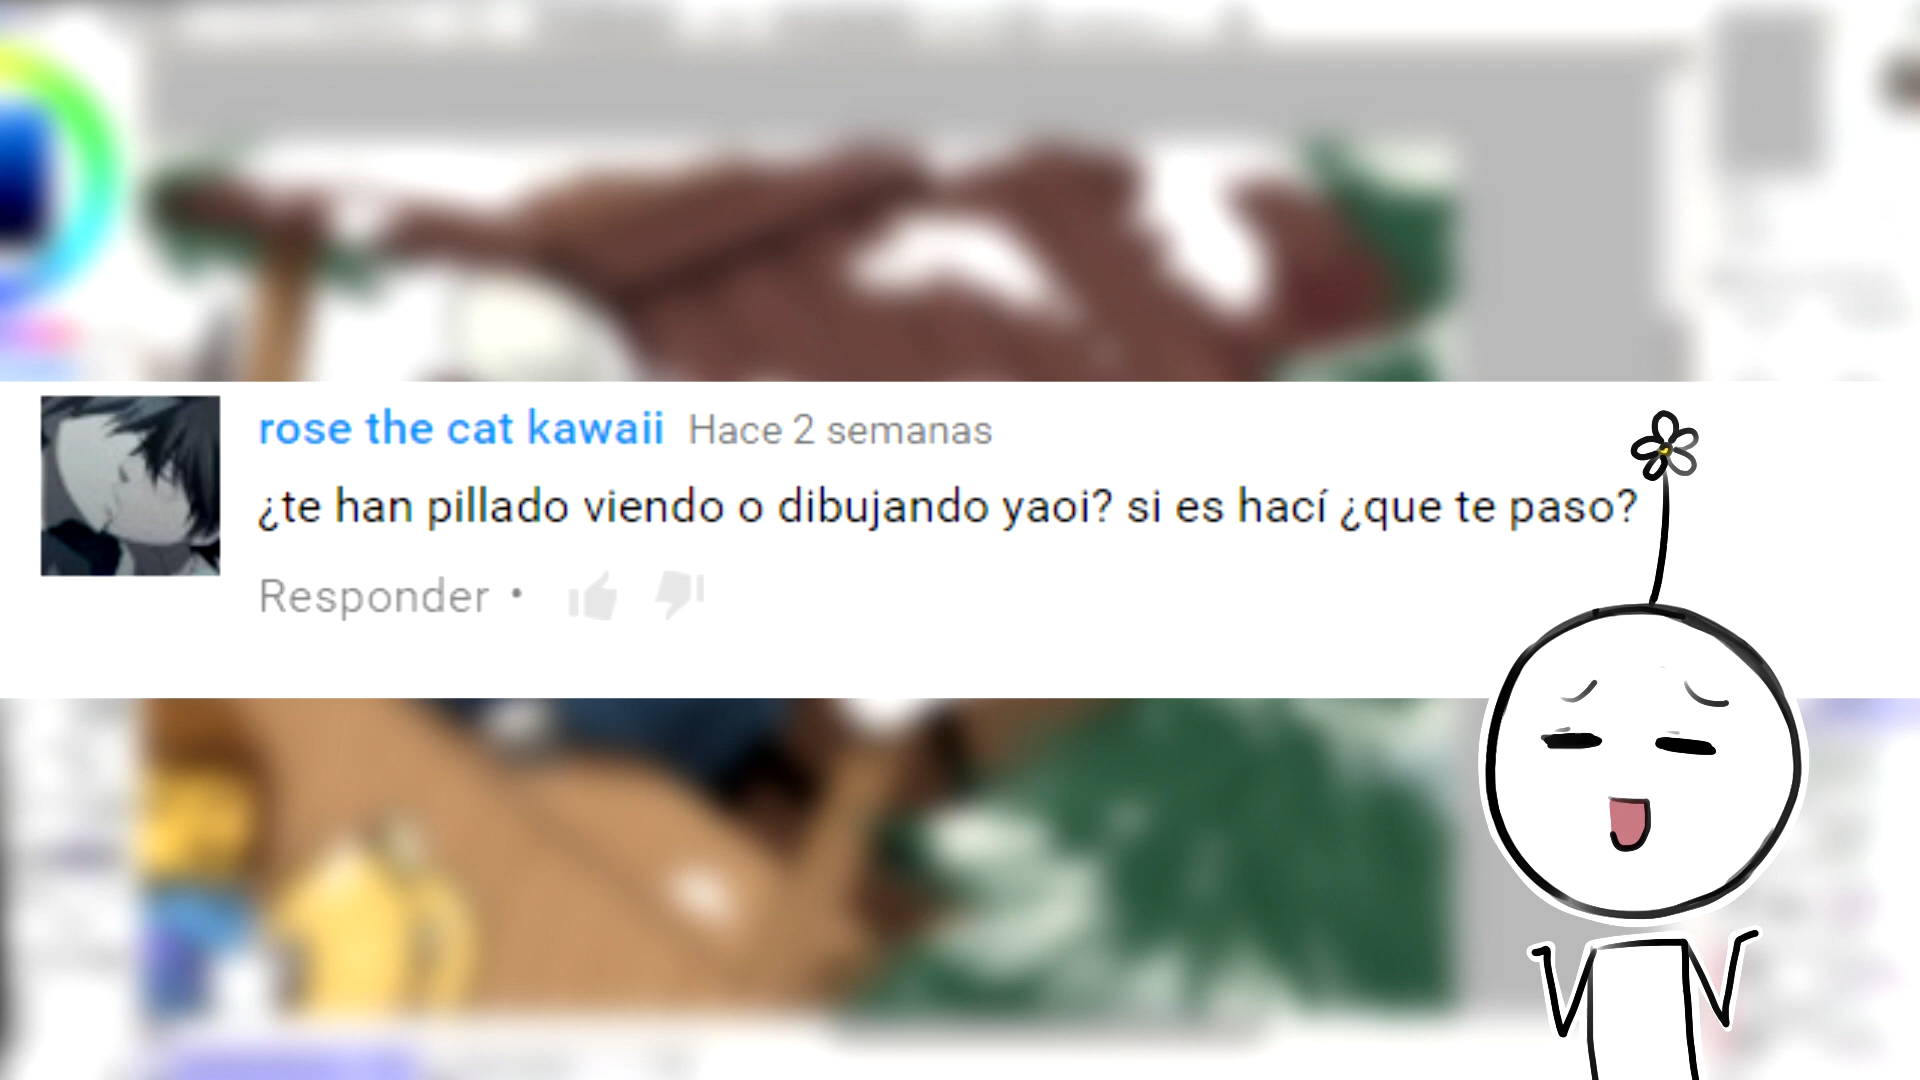 rose the cat kawaii Hace 2 semanas
¿te han pillado viendo o dibujando yaoi? si es hací ¿que te paso?
Responder •